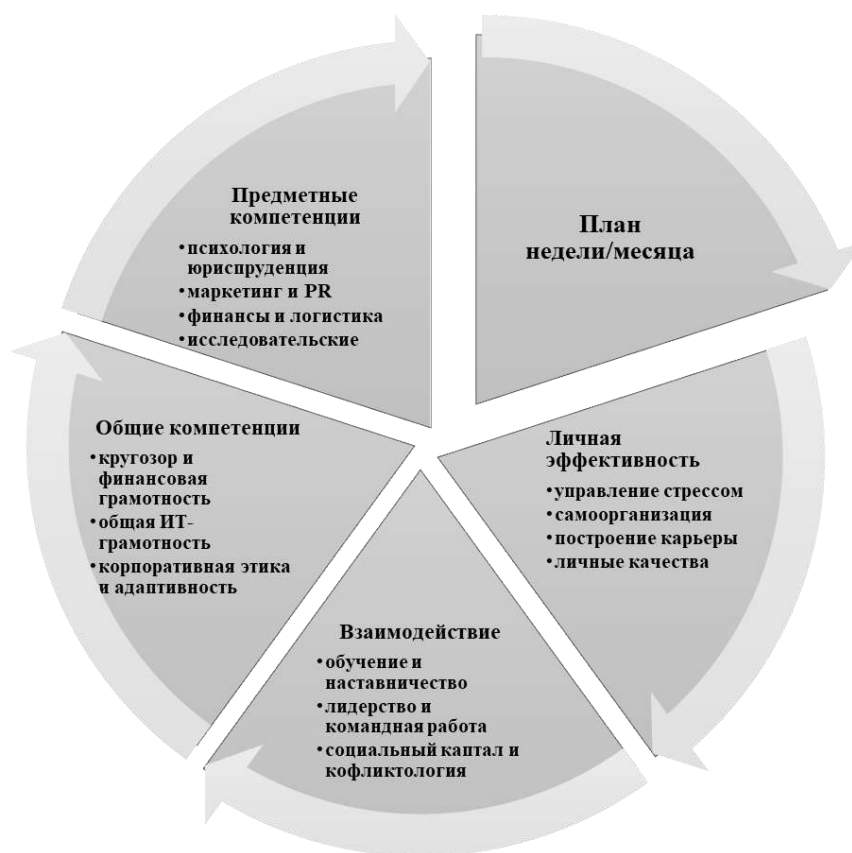 План
недели/месяца
Личная
эффективность
•управление стрессом
•самоорганизация
•построение карьеры
•личные качества
Взаимодействие
•обучение и
наставничество
•лидерство и
командная работа
•социальный каптал и
кофликтология
Общие компетенции
•кругозор и
финансовая
грамотность
•общая ИТ-
грамотность
•корпоративная этика
и адаптивность
Предметные
компетенции
•психология и
юриспруденция
•маркетинг и PR
•финансы и логистика
•исследовательские